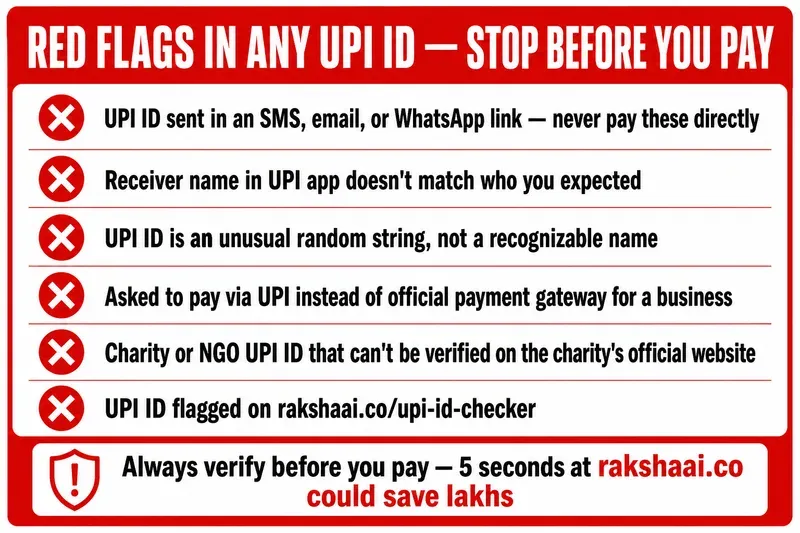 RED FLAGS IN ANY UPI ID — STOP BEFORE YOU PAY
UPI ID sent in an SMS, email, or WhatsApp link — never pay these directly
Receiver name in UPI app doesn't match who you expected
UPI ID is an unusual random string, not a recognizable name
Asked to pay via UPI instead of official payment gateway for a business
Charity or NGO UPI ID that can't be verified on the charity's official website
UPI ID flagged on rakshaai.co/upi-id-checker
Always verify before you pay — 5 seconds at rakshaai.co
could save lakhs